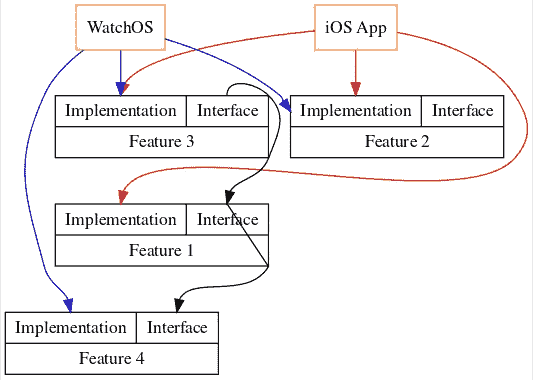 WatchOS
iOS App
Implementation Interface
Feature 3
Implementation Interface
Feature 2
Implementation Interface
Feature 1
Implementation Interface
Feature 4